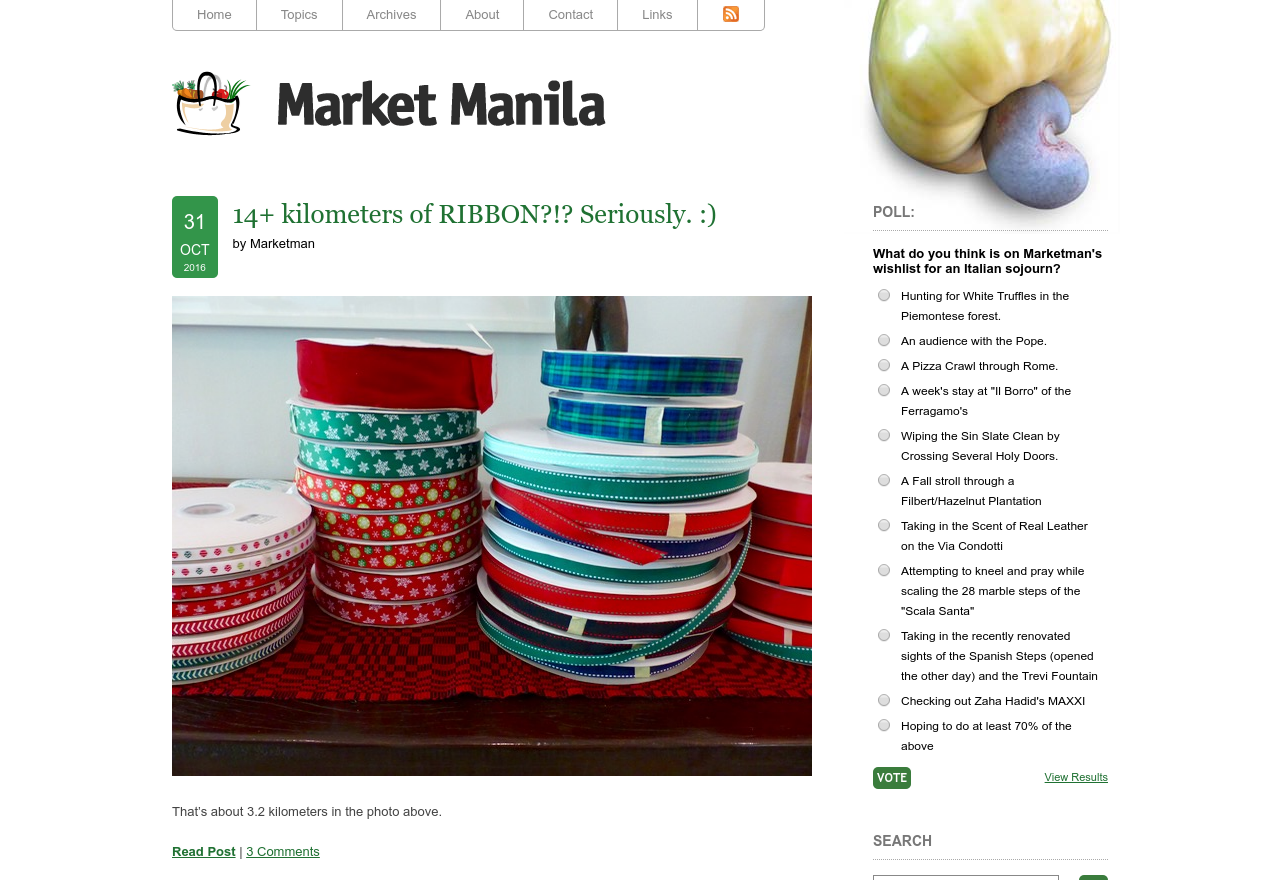 Home
Topics
Archives
About
Contact
Links
Market Manila
31
OCT
2016
14+ kilometers of RIBBON?!? Seriously. :)
by Marketman
That’s about 3.2 kilometers in the photo above.
Read Post | 3 Comments
POLL:
What do you think is on Marketman's
wishlist for an Italian sojourn?
Hunting for White Truffles in the
Piemontese forest.
An audience with the Pope.
A Pizza Crawl through Rome.
A week's stay at "Il Borro" of the
Ferragamo's
Wiping the Sin Slate Clean by
Crossing Several Holy Doors.
A Fall stroll through a
Filbert/Hazelnut Plantation
Taking in the Scent of Real Leather
on the Via Condotti
Attempting to kneel and pray while
scaling the 28 marble steps of the
"Scala Santa"
Taking in the recently renovated
sights of the Spanish Steps (opened
the other day) and the Trevi Fountain
Checking out Zaha Hadid's MAXXI
Hoping to do at least 70% of the
above
VOTE
View Results
SEARCH